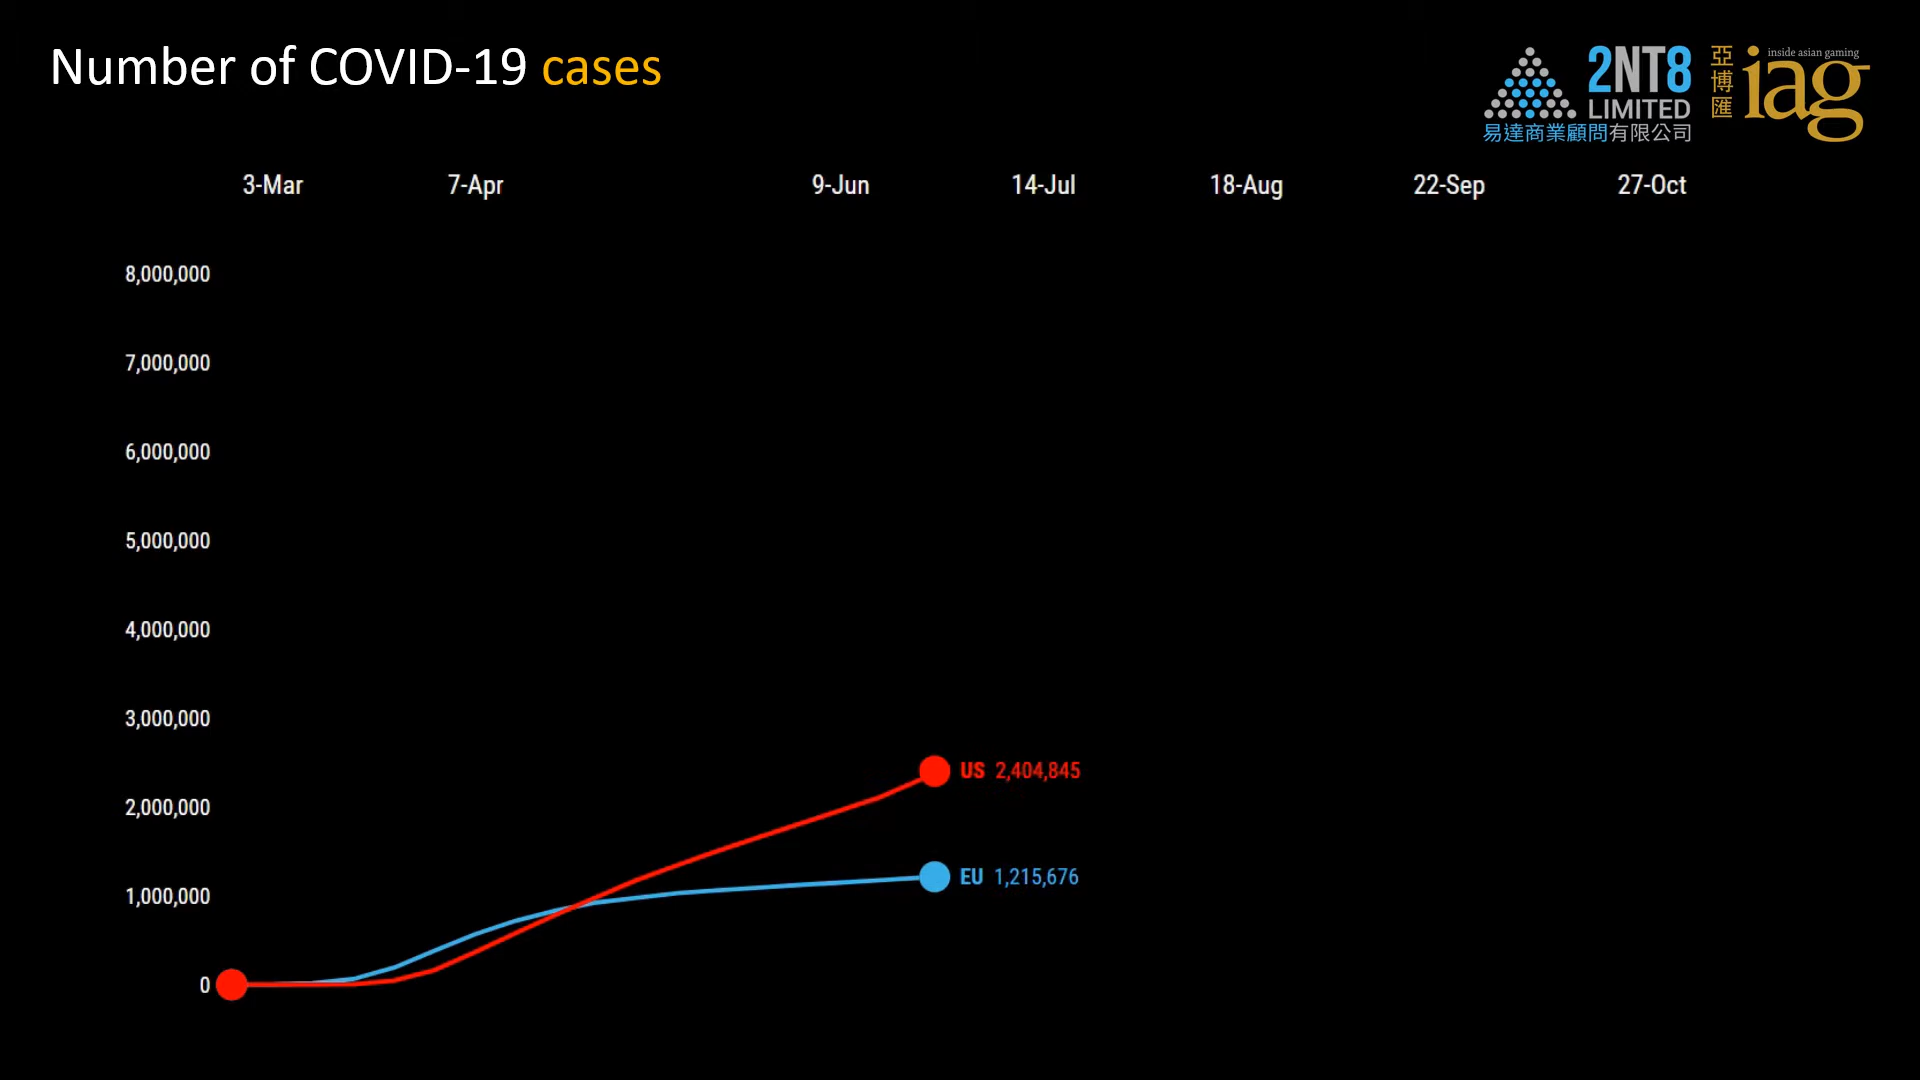 Number of COVID-19 cases
2NT8
LIMITED
易達商業顧問有限公司
亞博匯
inside asian gaming
iag
3-Mar 7-Apr 9-Jun 14-Jul 18-Aug 22-Sep 27-Oct
8,000,000
7,000,000
6,000,000
5,000,000
4,000,000
3,000,000
US 2,404,845
2,000,000
EU 1,215,676
1,000,000
0